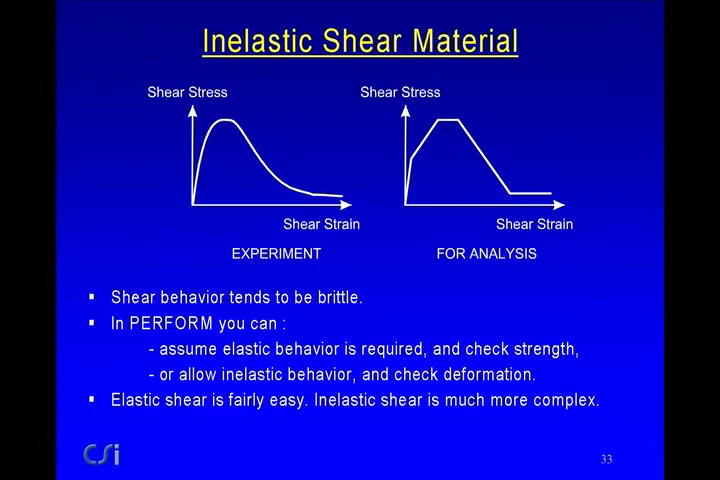 Inelastic Shear Material
Shear Stress
Shear Stress
Shear Strain
Shear Strain
EXPERIMENT
FOR ANALYSIS
▪ Shear behavior tends to be brittle.
▪ In PERFORM you can :
- assume elastic behavior is required, and check strength,
- or allow inelastic behavior, and check deformation.
▪ Elastic shear is fairly easy. Inelastic shear is much more complex.
CSi
33